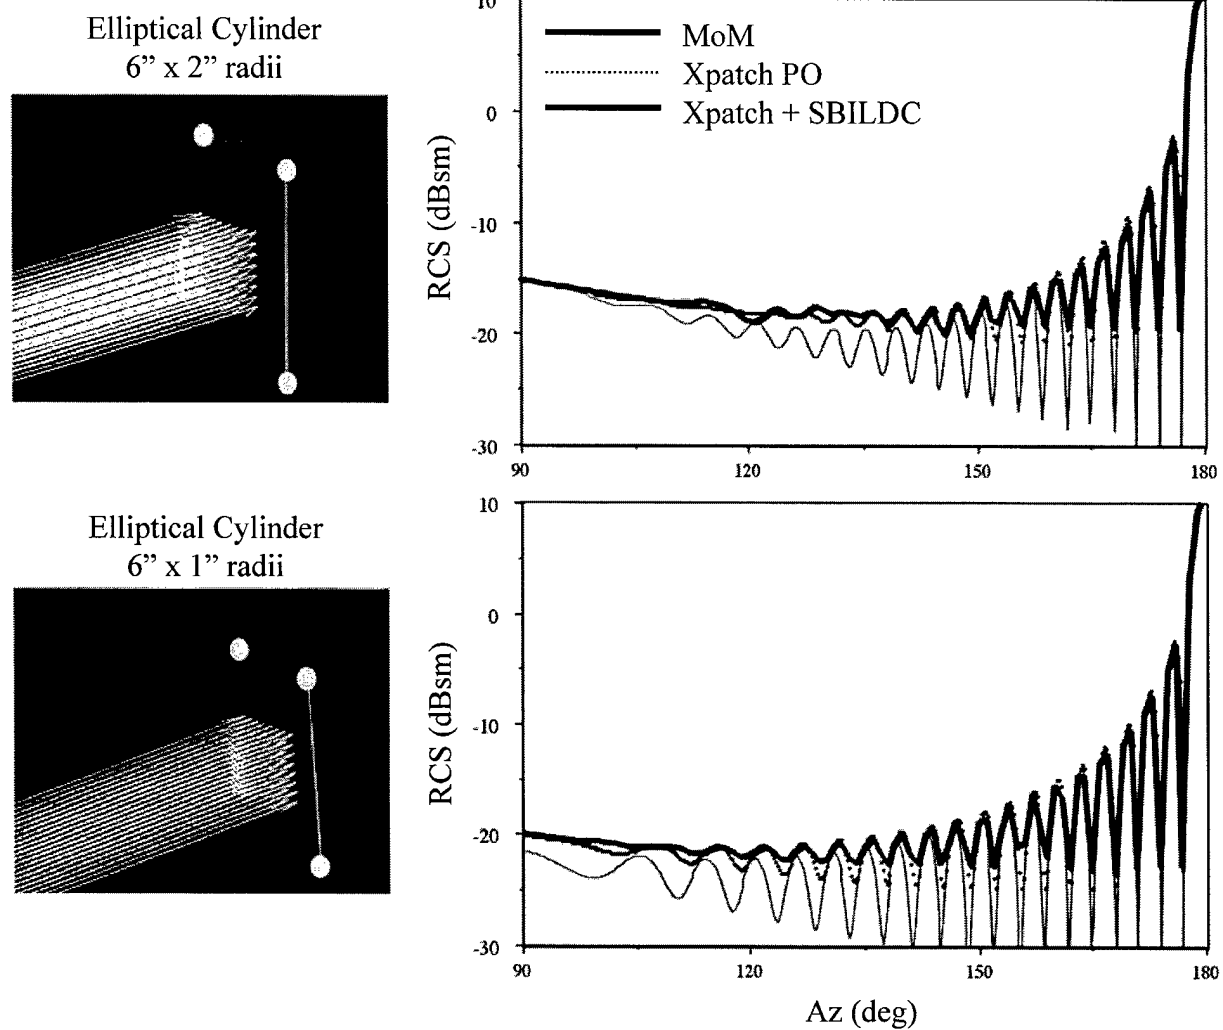 Elliptical Cylinder
6” x 2” radii
10
MoM
Xpatch PO
Xpatch + SBILDC
0
-10
-20
-30
RCS (dBsm)
90
120
150
180
Elliptical Cylinder
6” x 1” radii
10
0
-10
-20
-30
RCS (dBsm)
90
120
150
180
Az (deg)